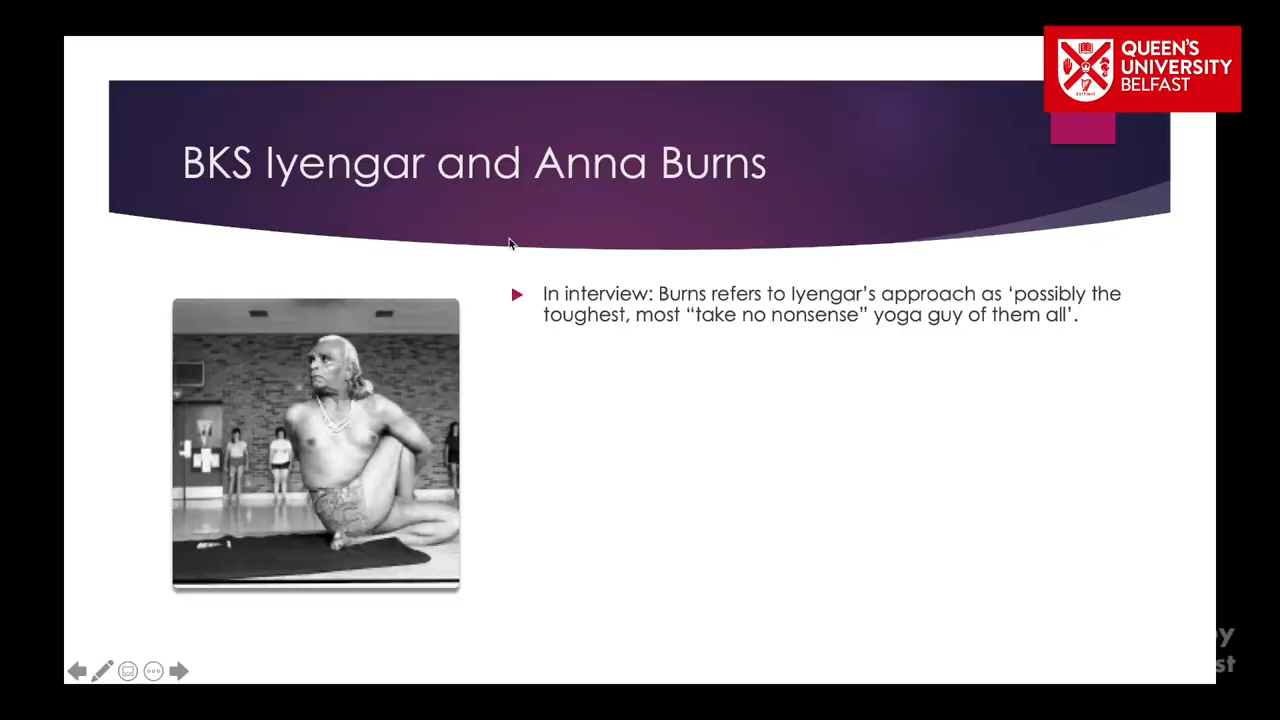 QUEEN'S
UNIVERSITY
BELFAST
BKS Iyengar and Anna Burns
In interview: Burns refers to Iyengar’s approach as ‘possibly the
toughest, most “take no nonsense” yoga guy of them all’.